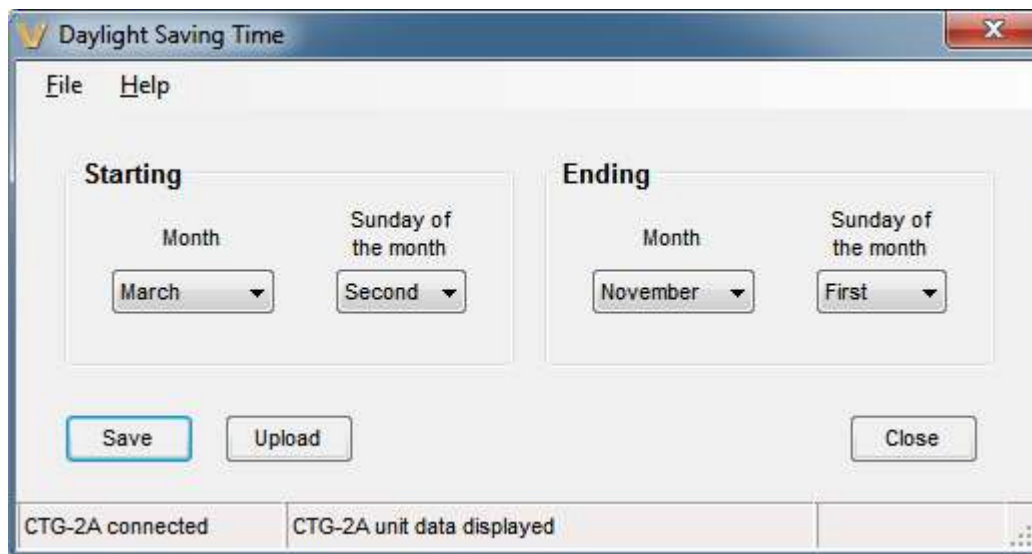 Daylight Saving Time
File Help
Starting
Month
Sunday of
the month
March
Second
Ending
Month
Sunday of
the month
November
First
Save
Upload
Close
CTG-2A connected
CTG-2A unit data displayed